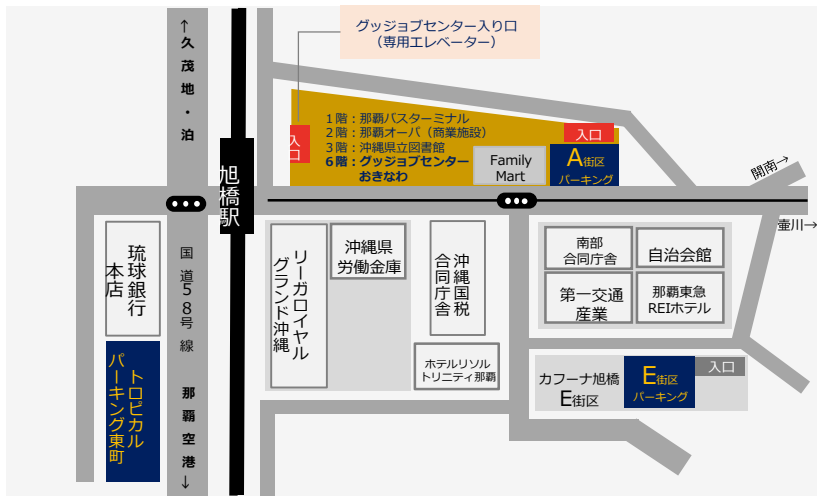 グッジョブセンター入り口
（専用エレベーター）
↑久茂地・泊
入口
1階：那覇バスターミナル
2階：那覇オーパ（商業施設）
3階：沖縄県立図書館
6階：グッジョブセンター
おきなわ
Family
Mart
入口
A街区
パーキング
旭橋駅
開南→
壷川→
琉球銀行
本店
国道58号線
那覇空港↓
リーガロイヤル
グランド沖縄
沖縄県
労働金庫
沖縄国税
合同庁舎
南部
合同庁舎
自治会館
第一交通
産業
那覇東急
REIホテル
ホテルリソル
トリニティ那覇
トロピカル
パーキング東町
カフーナ旭橋
E街区
E街区
パーキング
入口